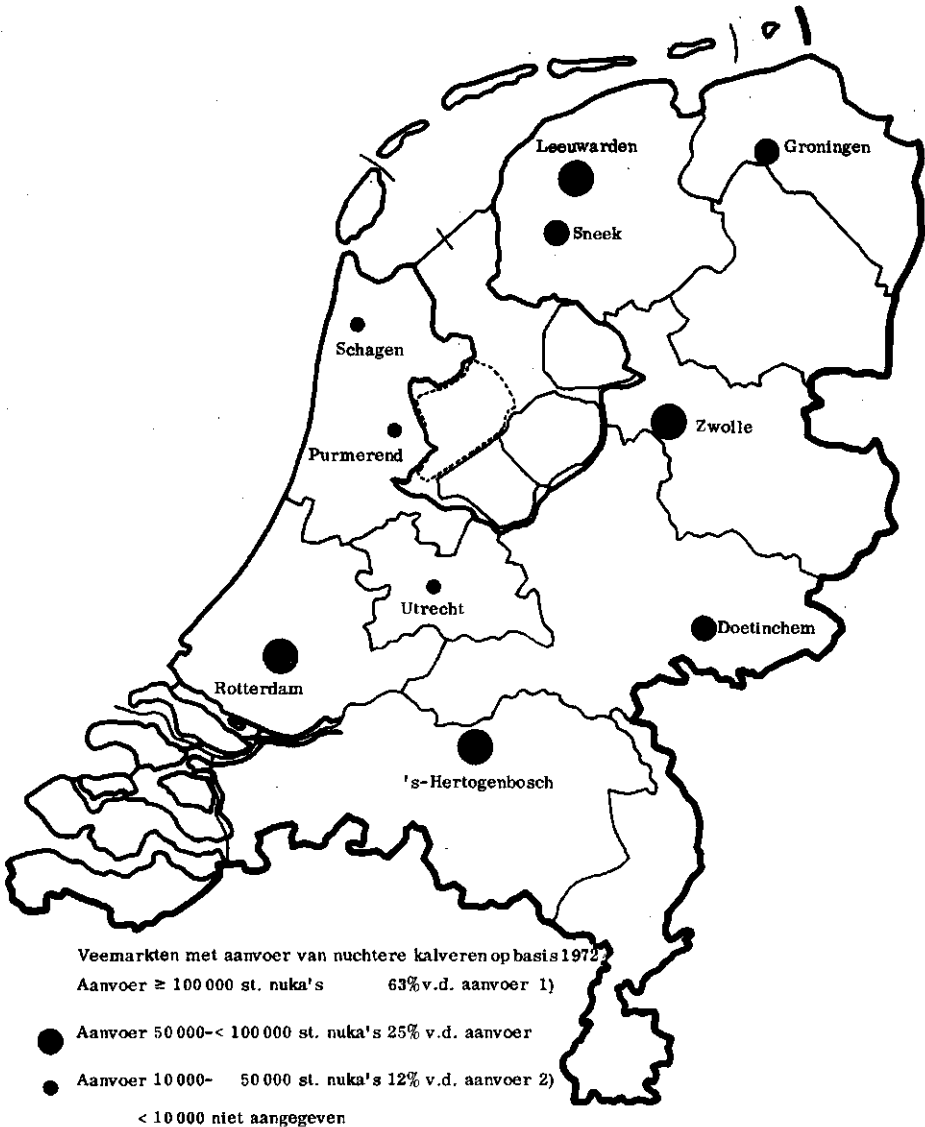 Leeuwarden
Groningen
Sneek
Schagen
Purmerend
Zwolle
Utrecht
Doetinchem
Rotterdam
's-Hertogenbosch
Veemarkten met aanvoer van nuchtere kalveren op basis 1972
Aanvoer ≥ 100 000 st. nuka's 63% v.d. aanvoer 1)
Aanvoer 50 000-< 100 000 st. nuka's 25% v.d. aanvoer
Aanvoer 10 000- 50 000 st. nuka's 12% v.d. aanvoer 2)
< 10 000 niet aangegeven